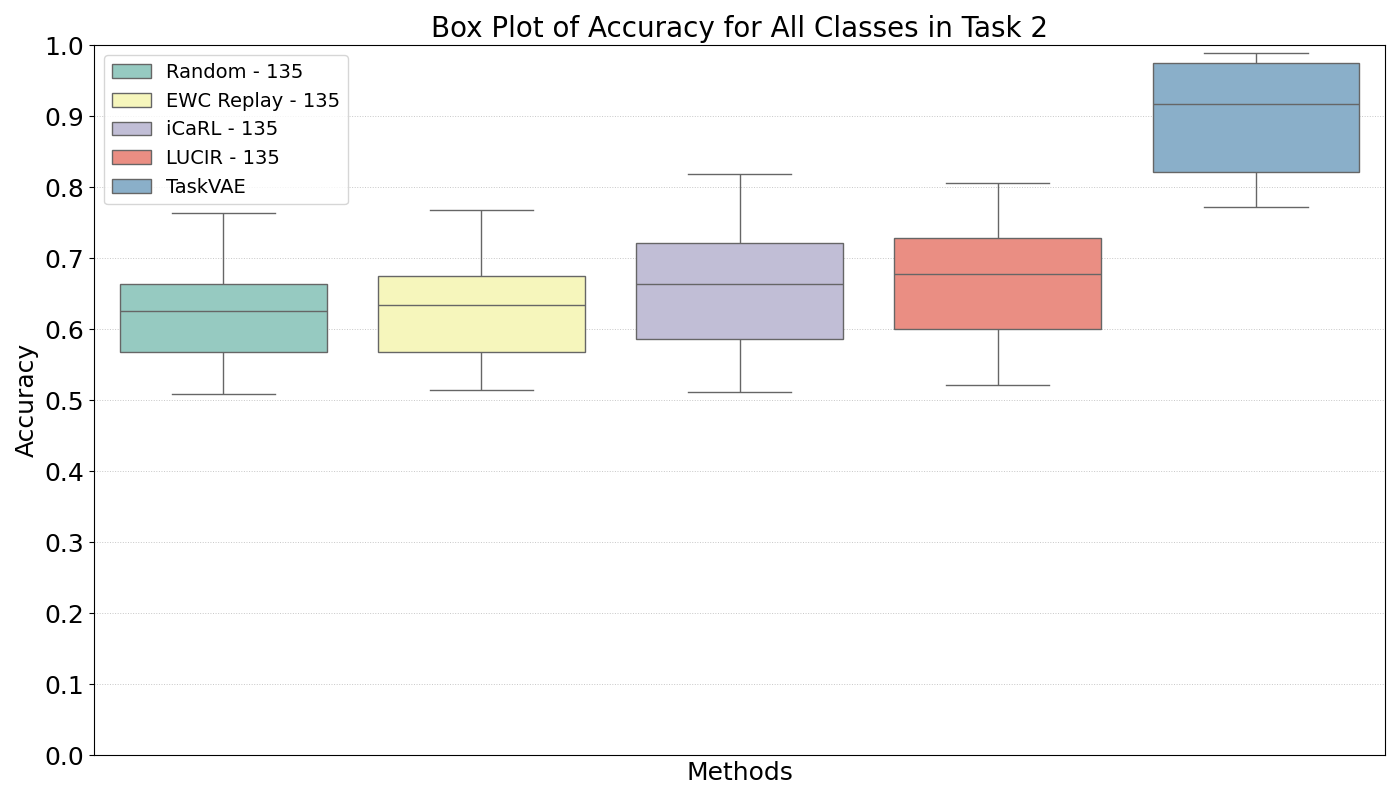 Box Plot of Accuracy for All Classes in Task 2
1.0
0.9
0.8
0.7
0.6
0.5
0.4
0.3
0.2
0.1
0.0
Accuracy
Random - 135
EWC Replay - 135
iCaRL - 135
LUCIR - 135
TaskVAE
Methods